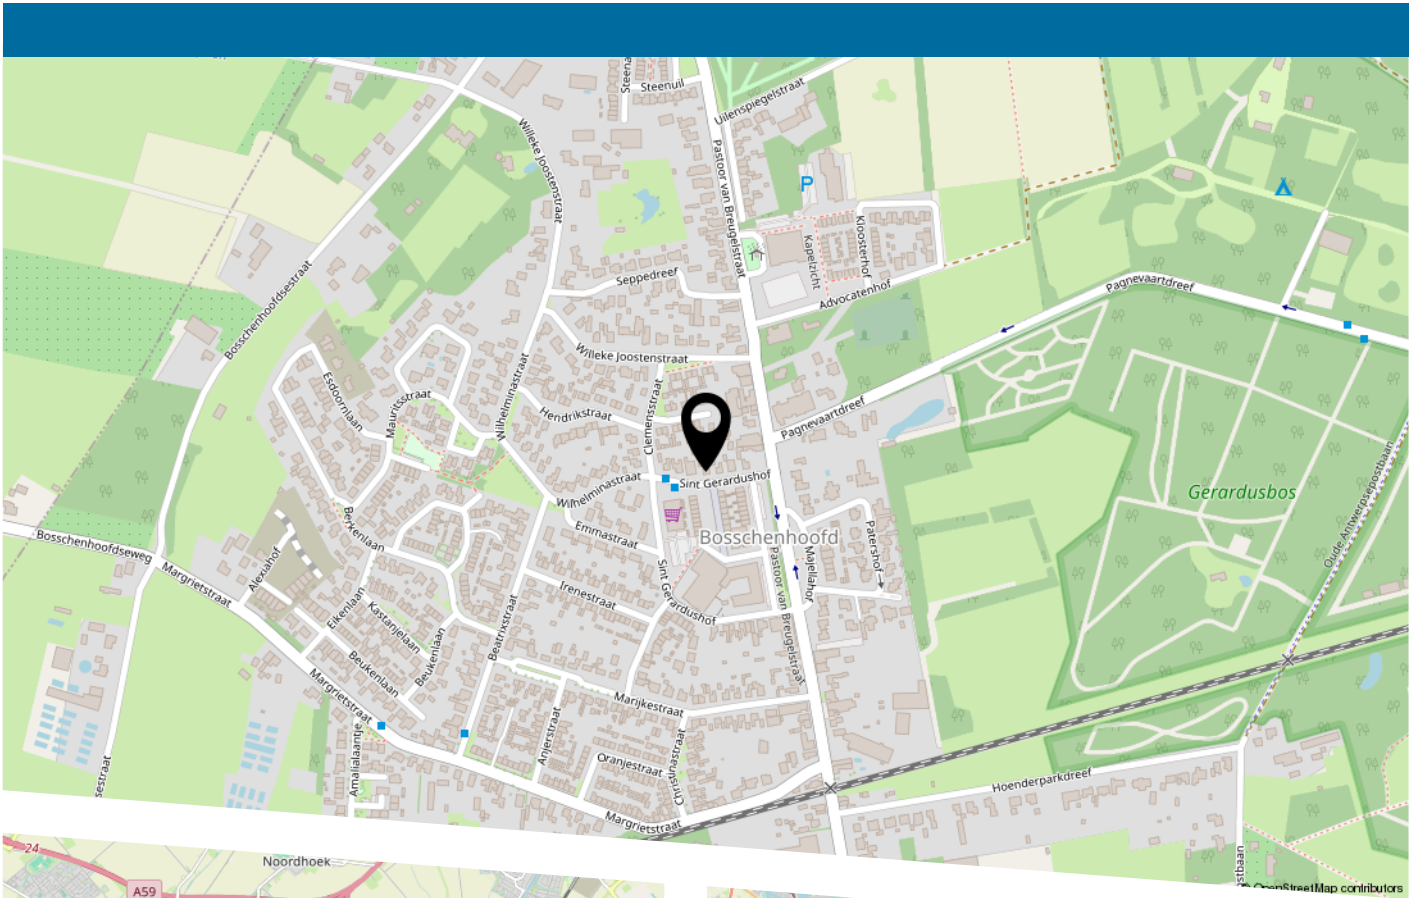 Steenuil
Uilenspiegelstraat
Willeke Joostenstraat
Pastoor van Breugelstraat
P
Kloosterhof
Kapelzicht
Seppedreef
Advocatenhof
Pagnevaartdreef
Bosschenhoofdsestraat
Willeke Joostenstraat
Esdoornlaan
Mauritsstraat
Wilhelminastraat
Hendrikstraat
Clemensstraat
Pagnevaartdreef
Sint Gerardushof
Wilhelminastraat
Gerardusbos
Oude Antwerpsepostbaan
Berkenlaan
Emmastraat
Bosschenhoofd
Patershof
Majellahof
Bosschenhoofdseweg
Margrietstraat
Alexiahof
Eikenlaan
Kastanjelaan
Irenestraat
Sint Gerardushof
Pastoor van Breugelstraat
Beatrixstraat
Beukenlaan
Beukenlaan
Margrietstraat
Marijkestraat
Anjerstraat
Amalialaantje
Oranjestraat
Christinastraat
Hoenderparkdreef
sestraat
Margrietstraat
24
Noordhoek
A59
stbaan
© OpenStreetMap contributors